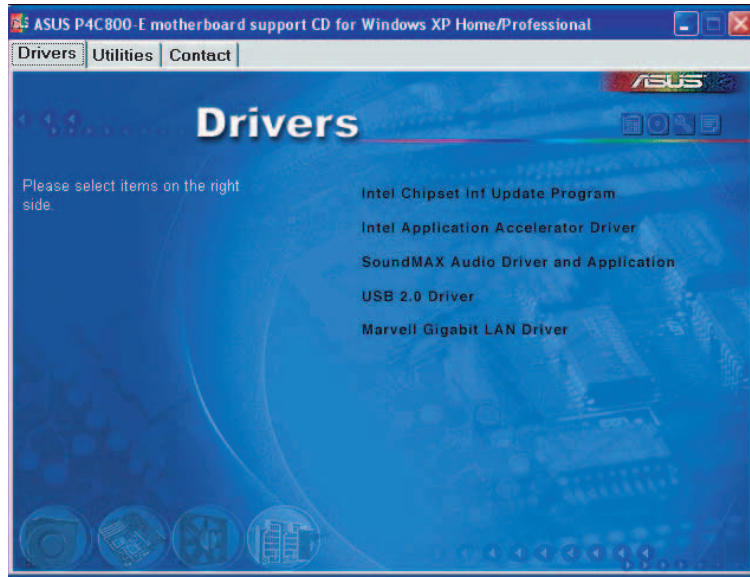 ASUS P4C800-E motherboard support CD for Windows XP Home/Professional
Drivers Utilities Contact
ASUS
Drivers
Please select items on the right
side.
Intel Chipset Inf Update Program
Intel Application Accelerator Driver
SoundMAX Audio Driver and Application
USB 2.0 Driver
Marvell Gigabit LAN Driver